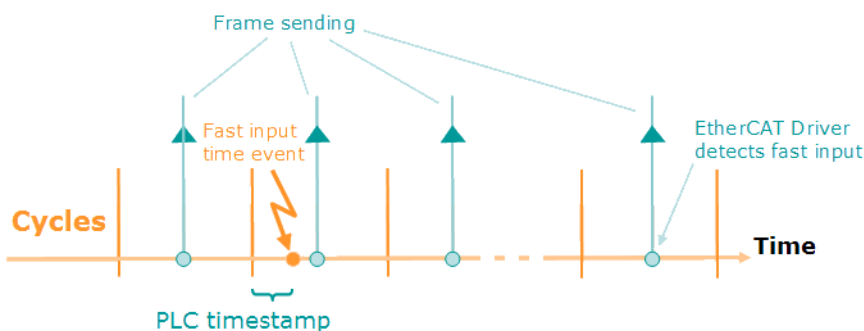 Frame sending
Fast input
time event
EtherCAT Driver
detects fast input
Cycles
Time
PLC timestamp